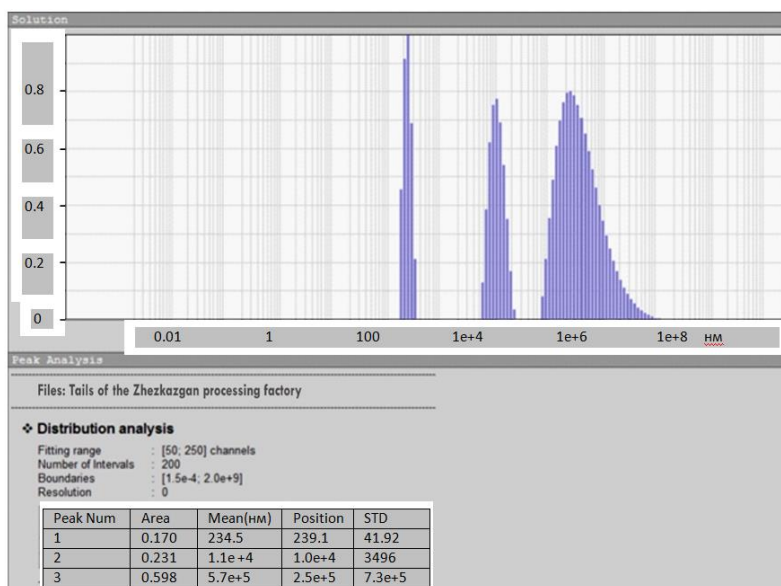 Solution
0.8
0.6
0.4
0.2
0
0.01 1 100 1e+4 1e+6 1e+8 нм
Peak Analysis
Files: Tails of the Zhezkazgan processing factory
❖ Distribution analysis
Fitting range : [50; 250] channels
Number of Intervals : 200
Boundaries : [1.5e-4; 2.0e+9]
Resolution : 0
Peak Num Area Mean(нм) Position STD
1 0.170 234.5 239.1 41.92
2 0.231 1.1e+4 1.0e+4 3496
3 0.598 5.7e+5 2.5e+5 7.3e+5